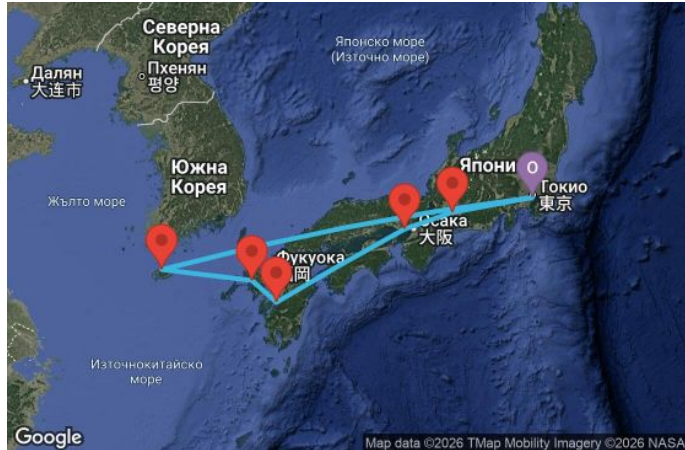 Северна
Корея
Японско море
(Източно море)
Далян
大连市
Пхенян
평양
Южна
Корея
Япони
О
Токио
東京
Жълто море
Осака
大阪
Фукуока
岡
Източнокитайско
море
Google
Map data ©2026 TMap Mobility Imagery ©2026 NASA